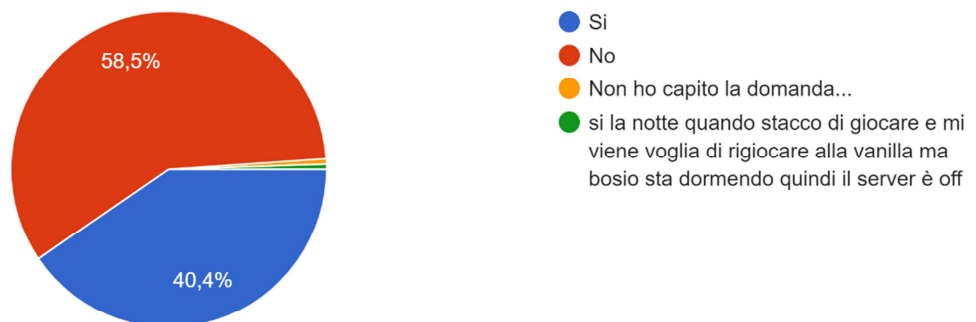 58,5%
40,4%
Si
No
Non ho capito la domanda...
si la notte quando stacco di giocare e mi
viene voglia di rigiocare alla vanilla ma
bosio sta dormendo quindi il server è off